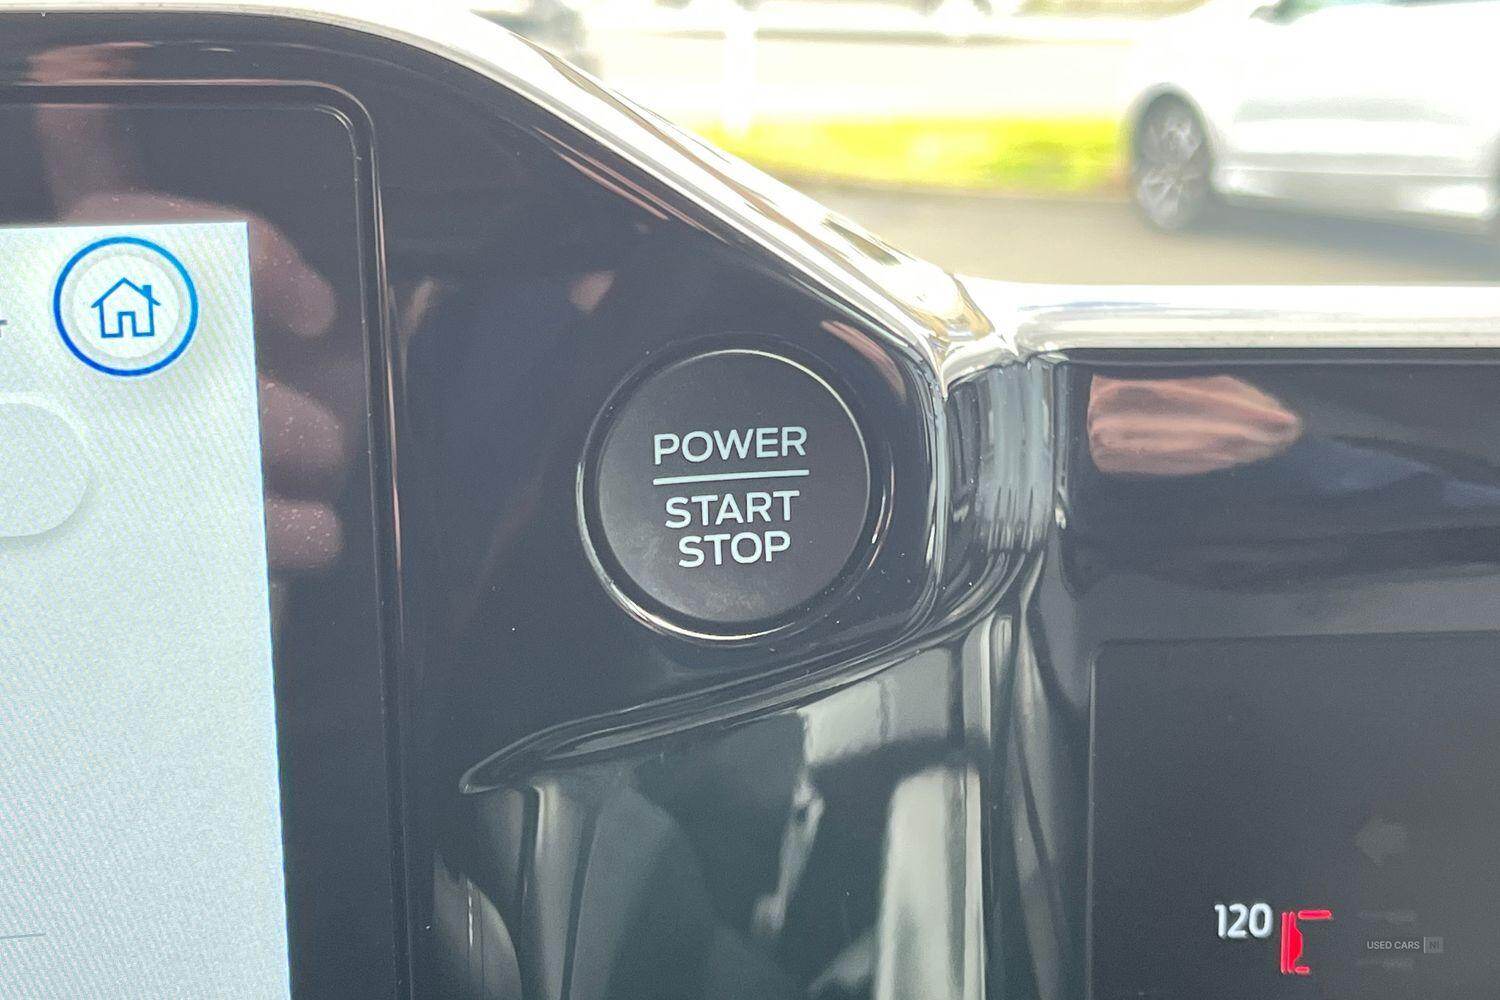 POWER
START
STOP
120
USED CARS NI